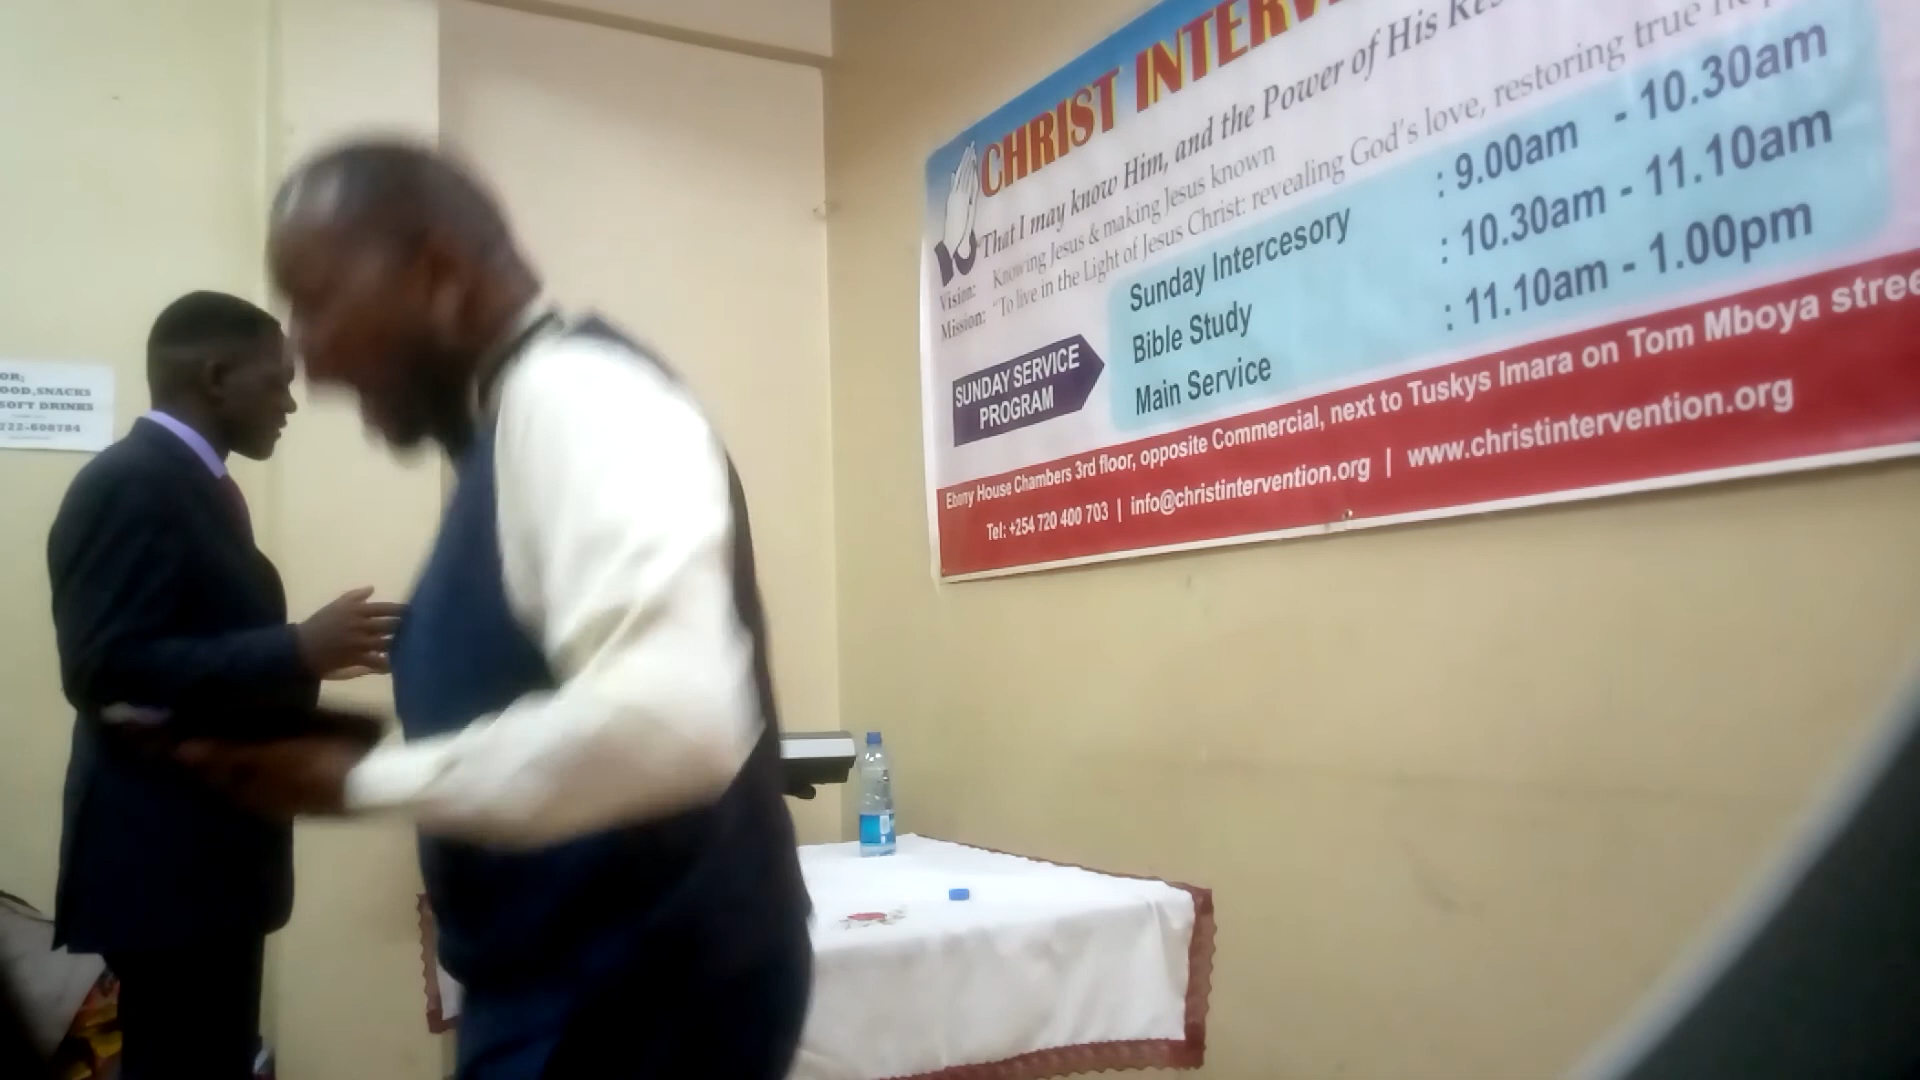 OR;
OOD,SNACKS
SOFT DRINKS
722-608784
CHRIST INTERV
That I may know Him, and the Power of His Res
Vision: Knowing Jesus & making Jesus known
Mission: "To live in the Light of Jesus Christ: revealing God's love, restoring true
SUNDAY SERVICE PROGRAM
Sunday Intercesory : 9.00am - 10.30am
Bible Study : 10.30am - 11.10am
Main Service : 11.10am - 1.00pm
Ebony House Chambers 3rd floor, opposite Commercial, next to Tuskys Imara on Tom Mboya stree
Tel: +254 720 400 703 | info@christintervention.org | www.christintervention.org